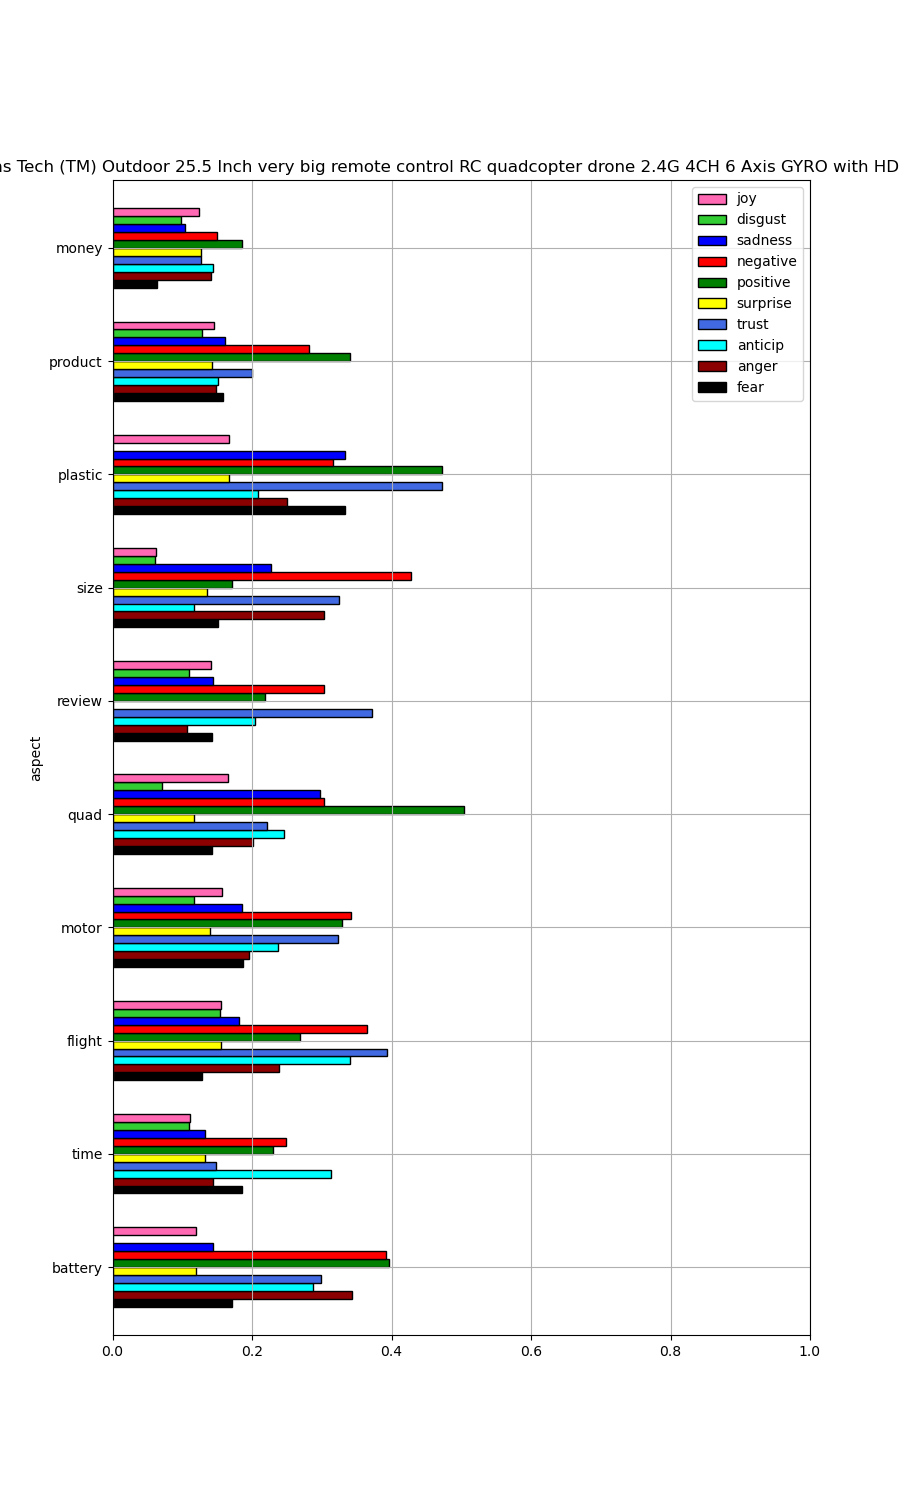 Tech (TM) Outdoor 25.5 Inch very big remote control RC quadcopter drone 2.4G 4CH 6 Axis GYRO with HD
joy
disgust
sadness
negative
positive
surprise
trust
anticip
anger
fear
money
product
plastic
size
review
quad
motor
flight
time
battery
aspect
0.0 0.2 0.4 0.6 0.8 1.0